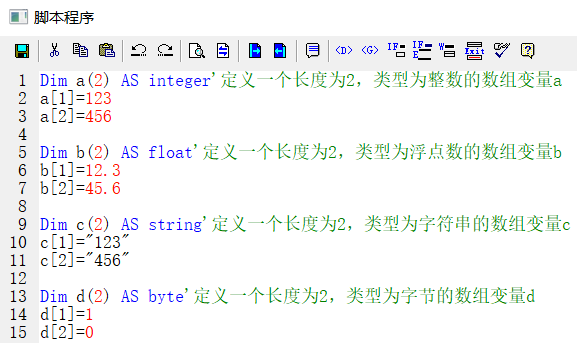 脚本程序
<D> <G> IF= IF= E— W= Exit
1 Dim a(2) AS integer'定义一个长度为2，类型为整数的数组变量a
2 a[1]=123
3 a[2]=456
4
5 Dim b(2) AS float'定义一个长度为2，类型为浮点数的数组变量b
6 b[1]=12.3
7 b[2]=45.6
8
9 Dim c(2) AS string'定义一个长度为2，类型为字符串的数组变量c
10 c[1]="123"
11 c[2]="456"
12
13 Dim d(2) AS byte'定义一个长度为2，类型为字节的数组变量d
14 d[1]=1
15 d[2]=0